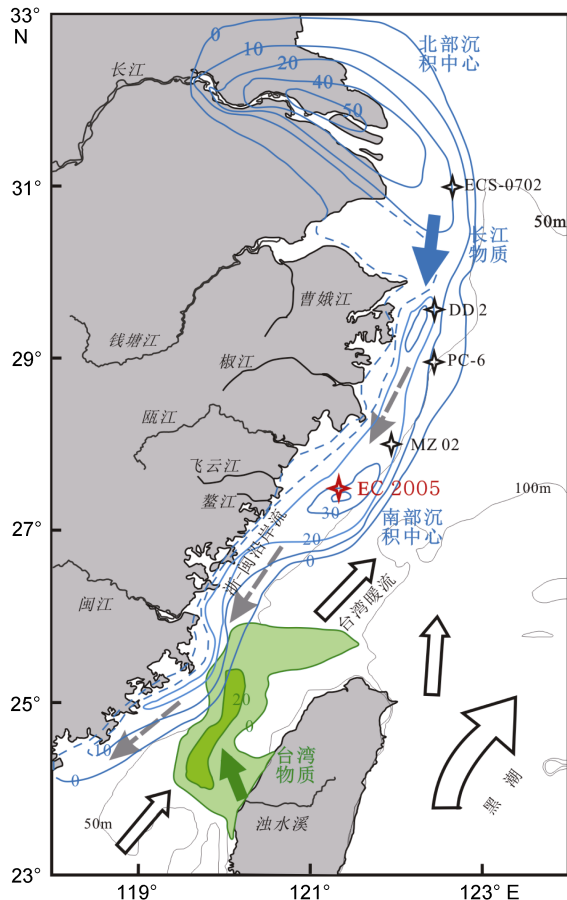 33°
N
0
10
20
40
50
北部沉
积中心
长江
31°
ECS-0702
50m
长江
物质
曹娥江
DD 2
钱塘江
29°
PC-6
椒江
瓯江
MZ 02
飞云江
EC 2005
100m
鳌江
30
南部沉
积中心
27°
20
0
浙-闽沿岸流
闽江
台湾暖流
25°
20
0
10
0
台湾
物质
黑潮
50m
浊水溪
23°
119°
121°
123° E